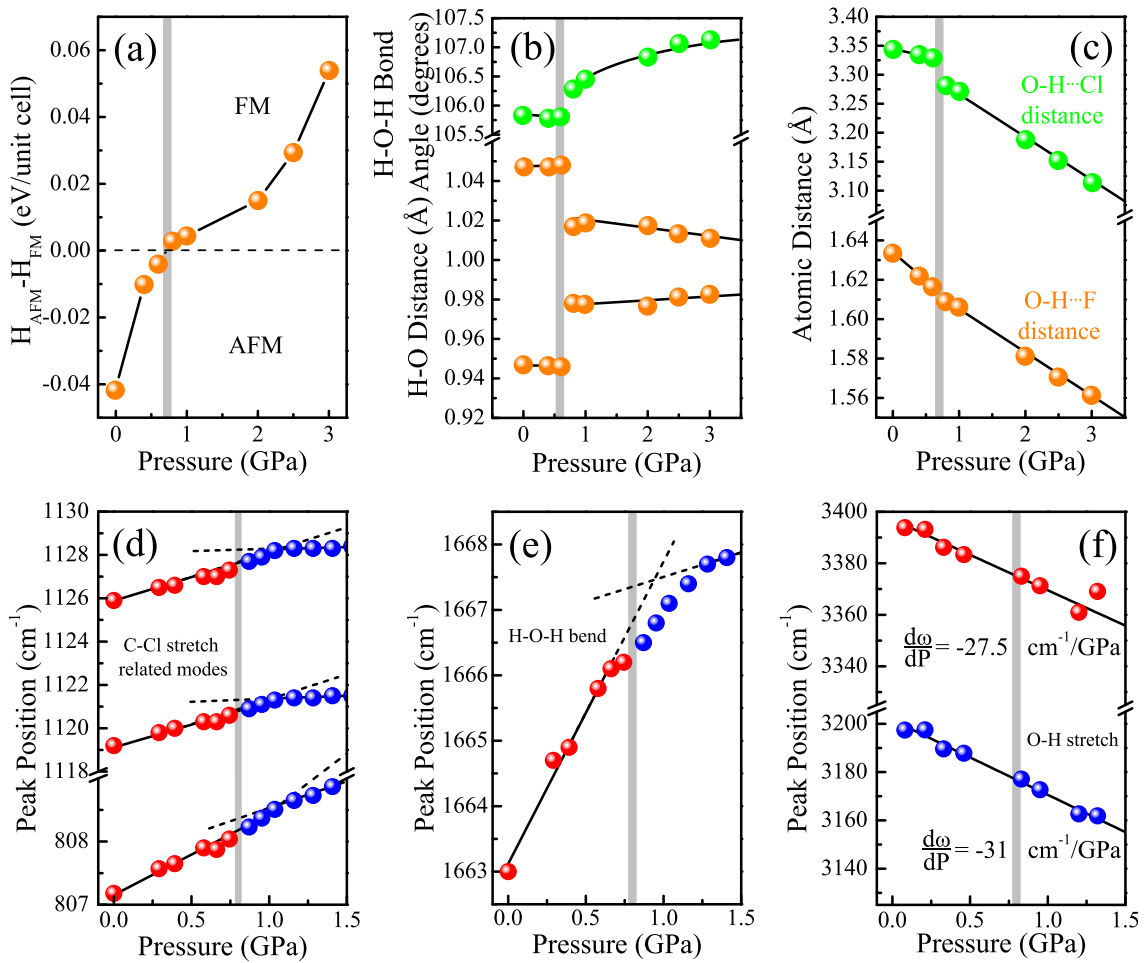 (a)
FM
AFM
H_AFM-H_FM (eV/unit cell)
0.06
0.04
0.02
0.00
-0.02
-0.04
0 1 2 3
Pressure (GPa)
(b)
H-O-H Bond
Angle (degrees)
H-O Distance (Å)
107.5
107.0
106.5
106.0
105.5
1.04
1.02
1.00
0.98
0.96
0.94
0.92
0 1 2 3
Pressure (GPa)
(c)
O-H···Cl
distance
O-H···F
distance
Atomic Distance (Å)
3.40
3.35
3.30
3.25
3.20
3.15
3.10
1.64
1.62
1.60
1.58
1.56
0 1 2 3
Pressure (GPa)
(d)
C-Cl stretch
related modes
Peak Position (cm⁻¹)
1130
1128
1126
1124
1122
1120
1118
808
807
0.0 0.5 1.0 1.5
Pressure (GPa)
(e)
H-O-H bend
Peak Position (cm⁻¹)
1668
1667
1666
1665
1664
1663
0.0 0.5 1.0 1.5
Pressure (GPa)
(f)
dω/dP = -27.5 cm⁻¹/GPa
O-H stretch
dω/dP = -31 cm⁻¹/GPa
Peak Position (cm⁻¹)
3400
3380
3360
3340
3200
3180
3160
3140
0.0 0.5 1.0 1.5
Pressure (GPa)